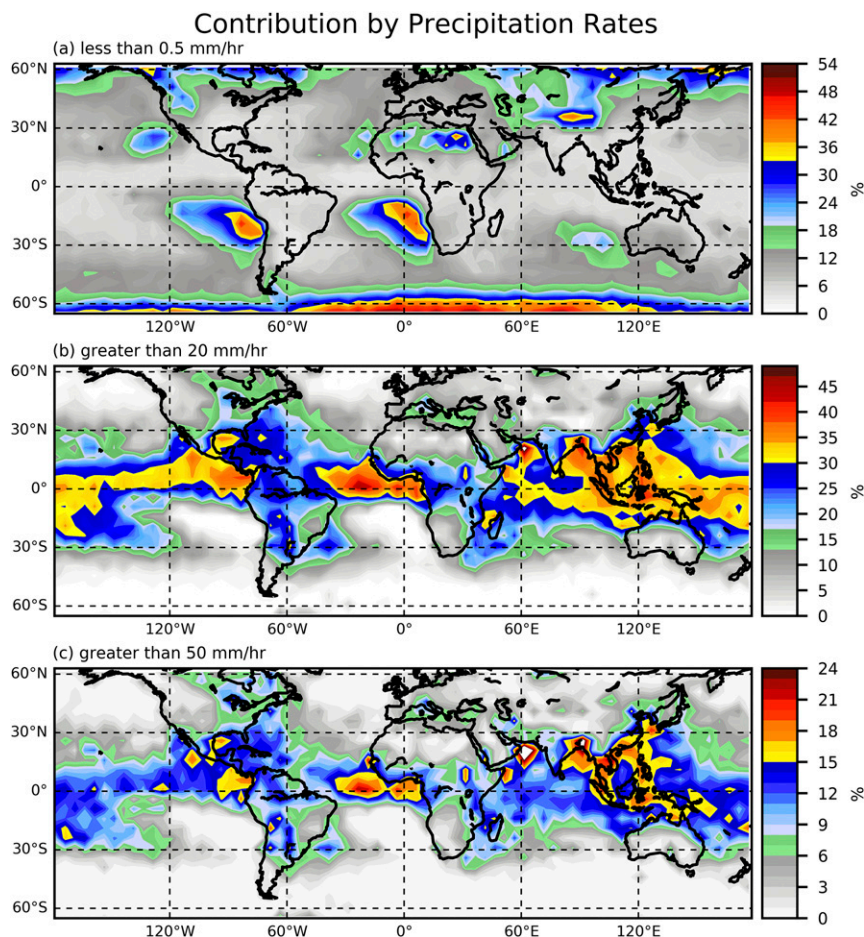 Contribution by Precipitation Rates
(a) less than 0.5 mm/hr
60°N
30°N
0°
30°S
60°S
120°W 60°W 0° 60°E 120°E
54
48
42
36
30
24
18
12
6
0
%
(b) greater than 20 mm/hr
60°N
30°N
0°
30°S
60°S
120°W 60°W 0° 60°E 120°E
45
40
35
30
25
20
15
10
5
0
%
(c) greater than 50 mm/hr
60°N
30°N
0°
30°S
60°S
120°W 60°W 0° 60°E 120°E
24
21
18
15
12
9
6
3
0
%